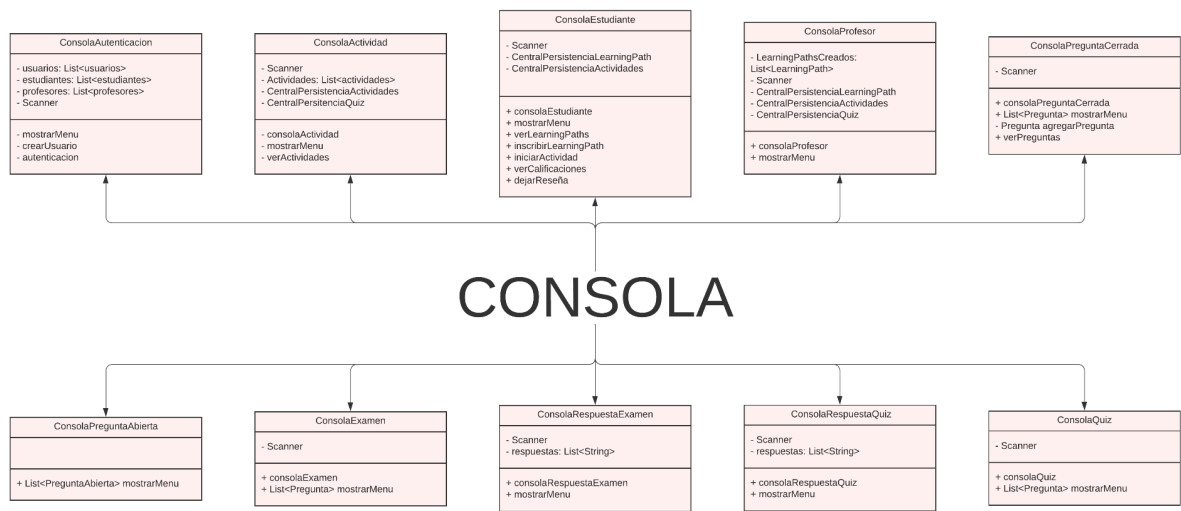 ConsolaAutenticacion
- usuarios: List<usuarios>
- estudiantes: List<estudiantes>
- profesores: List<profesores>
- Scanner
- mostrarMenu
- crearUsuario
- autenticacion
ConsolaActividad
- Scanner
- Actividades: List<actividades>
- CentralPersistenciaActividades
- CentralPersitenciaQuiz
- consolaActividad
- mostrarMenu
- verActividades
ConsolaEstudiante
- Scanner
- CentralPersistenciaLearningPath
- CentralPersistenciaActividades
+ consolaEstudiante
+ mostrarMenu
+ verLearningPaths
+ inscribirLearningPath
+ iniciarActividad
+ verCalificaciones
+ dejarReseña
ConsolaProfesor
- LearningPathsCreados:
List<LearningPath>
- Scanner
- CentralPersistenciaLearningPath
- CentralPersistenciaActividades
- CentralPersistenciaQuiz
+ consolaProfesor
+ mostrarMenu
ConsolaPreguntaCerrada
- Scanner
+ consolaPreguntaCerrada
+ List<Pregunta> mostrarMenu
- Pregunta agregarPregunta
+ verPreguntas
CONSOLA
ConsolaPreguntaAbierta
+ List<PreguntaAbierta> mostrarMenu
ConsolaExamen
- Scanner
+ consolaExamen
+ List<Pregunta> mostrarMenu
ConsolaRespuestaExamen
- Scanner
- respuestas: List<String>
+ consolaRespuestaExamen
+ mostrarMenu
ConsolaRespuestaQuiz
- Scanner
- respuestas: List<String>
+ consolaRespuestaQuiz
+ mostrarMenu
ConsolaQuiz
- Scanner
+ consolaQuiz
+ List<Pregunta> mostrarMenu